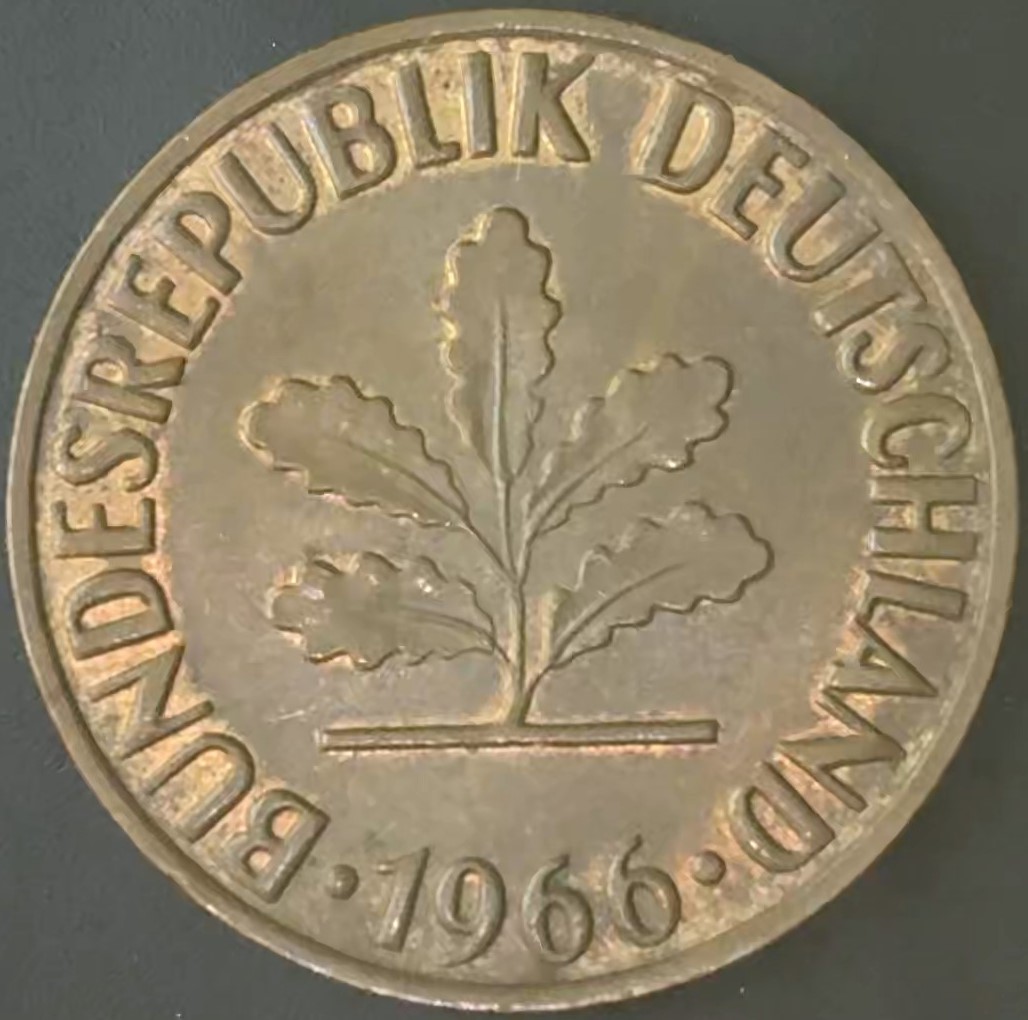 BUNDESREPUBLIK DEUTSCHLAND
· 1966 ·